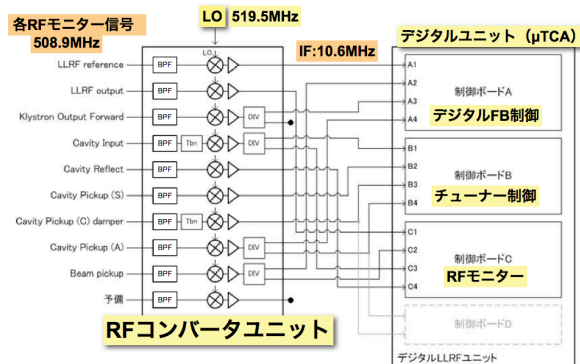 各RFモニター信号
508.9MHz
LO 519.5MHz
IF:10.6MHz
デジタルユニット（μTCA）
LO
LLRF reference
BPF
LLRF output
BPF
Klystron Output Forward
BPF
DIV
Cavity Input
BPF
Tbn
DIV
Cavity Reflect
BPF
Cavity Pickup (S)
BPF
Cavity Pickup (C) damper
BPF
Tbn
Cavity Pickup (A)
BPF
DIV
Beam pickup
BPF
DIV
予備
BPF
RFコンバータユニット
A1
A2
A3
A4
制御ボードA
デジタルFB制御
B1
B2
B3
B4
制御ボードB
チューナー制御
C1
C2
C3
C4
制御ボードC
RFモニター
制御ボードD
デジタルLLRFユニット